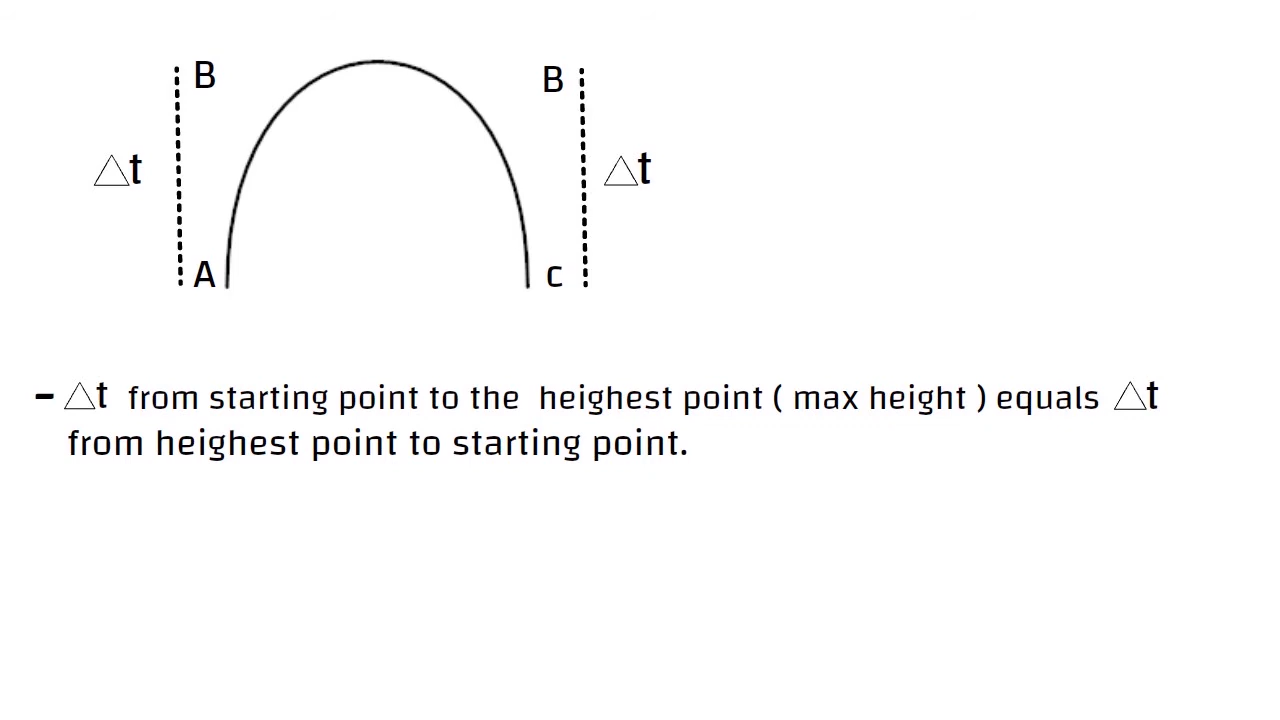 B B
△t △t
A c
- △t from starting point to the heighest point ( max height ) equals △t
from heighest point to starting point.